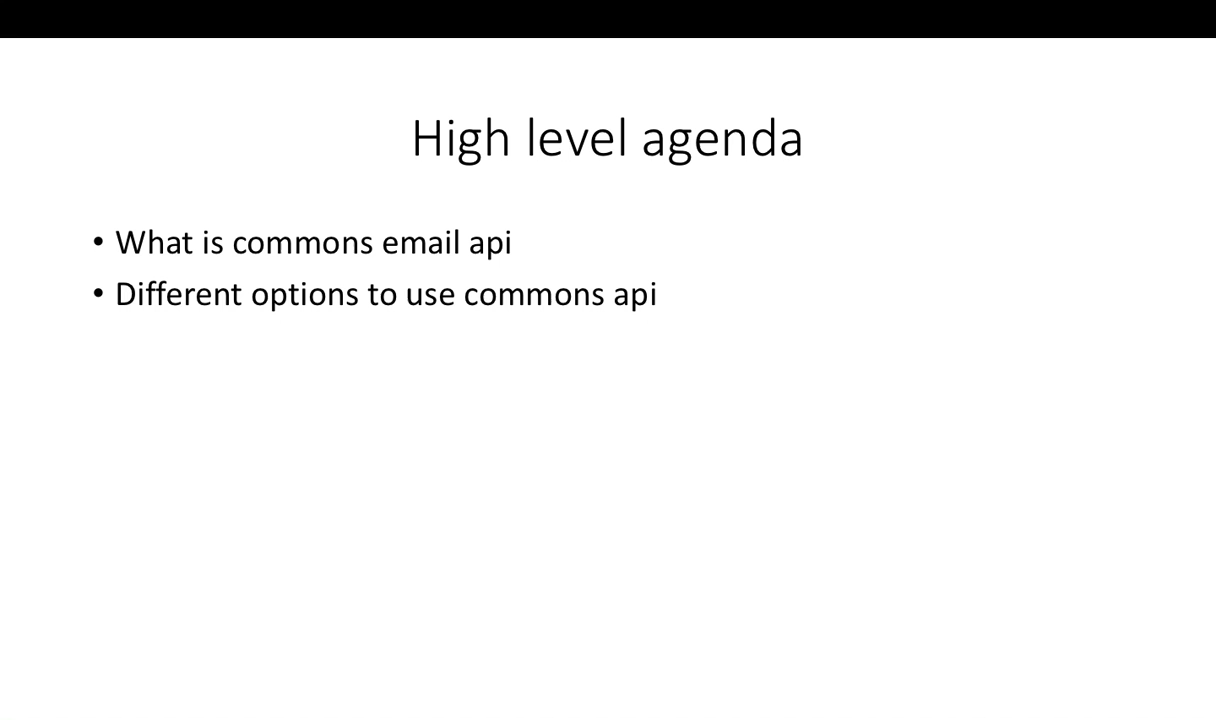 High level agenda
• What is commons email api
• Different options to use commons api